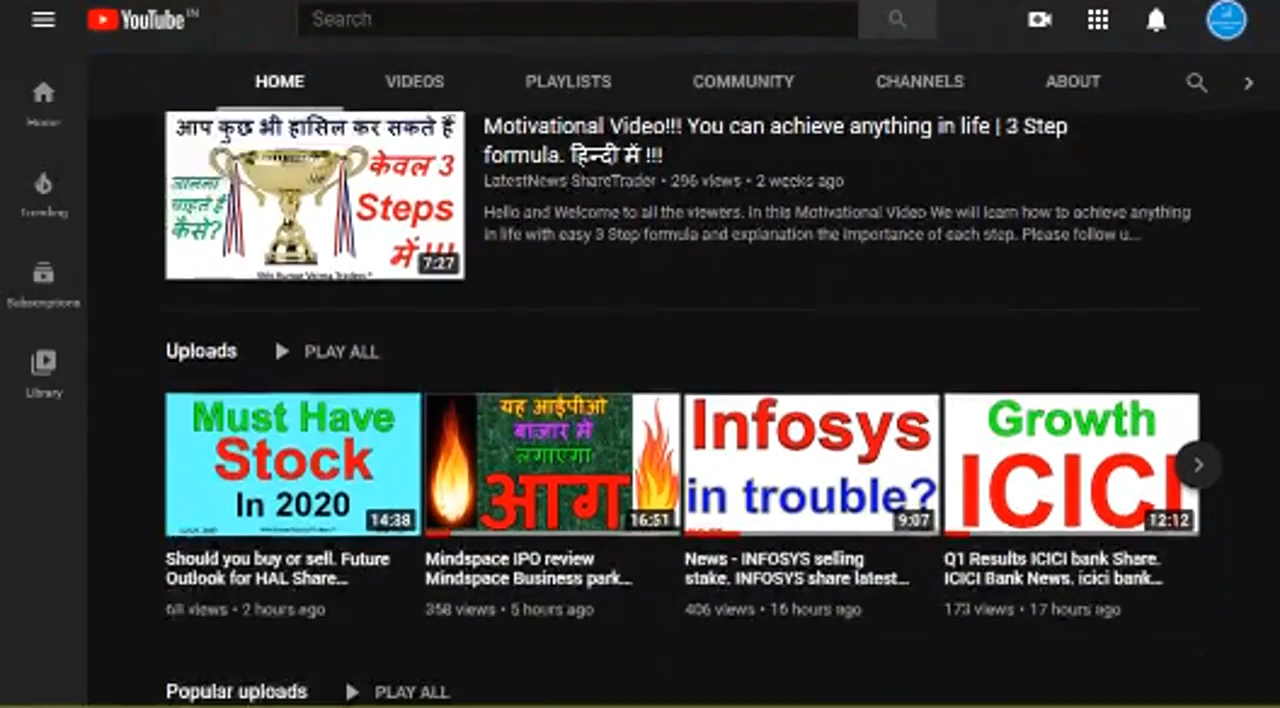 YouTube IN
Search
HOME VIDEOS PLAYLISTS COMMUNITY CHANNELS ABOUT
Home
Trending
Subscriptions
Library
आप कुछ भी हासिल कर सकते हैं
केवल 3
Steps
में !!!
जानना
चाहते हैं
कैसे?
7:27
Motivational Video!!! You can achieve anything in life | 3 Step
formula. हिन्दी में !!!
LatestNews ShareTrader • 296 views • 2 weeks ago
Hello and Welcome to all the viewers. In this Motivational Video We will learn how to achieve anything
in life with easy 3 Step formula and explanation the importance of each step. Please follow u...
Uploads PLAY ALL
Must Have
Stock
In 2020
14:38
Should you buy or sell. Future
Outlook for HAL Share...
68 views • 2 hours ago
यह आईपीओ
बाजार में
लगाएगा
आग
16:51
Mindspace IPO review
Mindspace Business park...
358 views • 5 hours ago
Infosys
in trouble?
9:07
News - INFOSYS selling
stake. INFOSYS share latest...
406 views • 16 hours ago
Growth
ICICI
12:12
Q1 Results ICICI bank Share.
ICICI Bank News. icici bank...
173 views • 17 hours ago
Popular uploads PLAY ALL